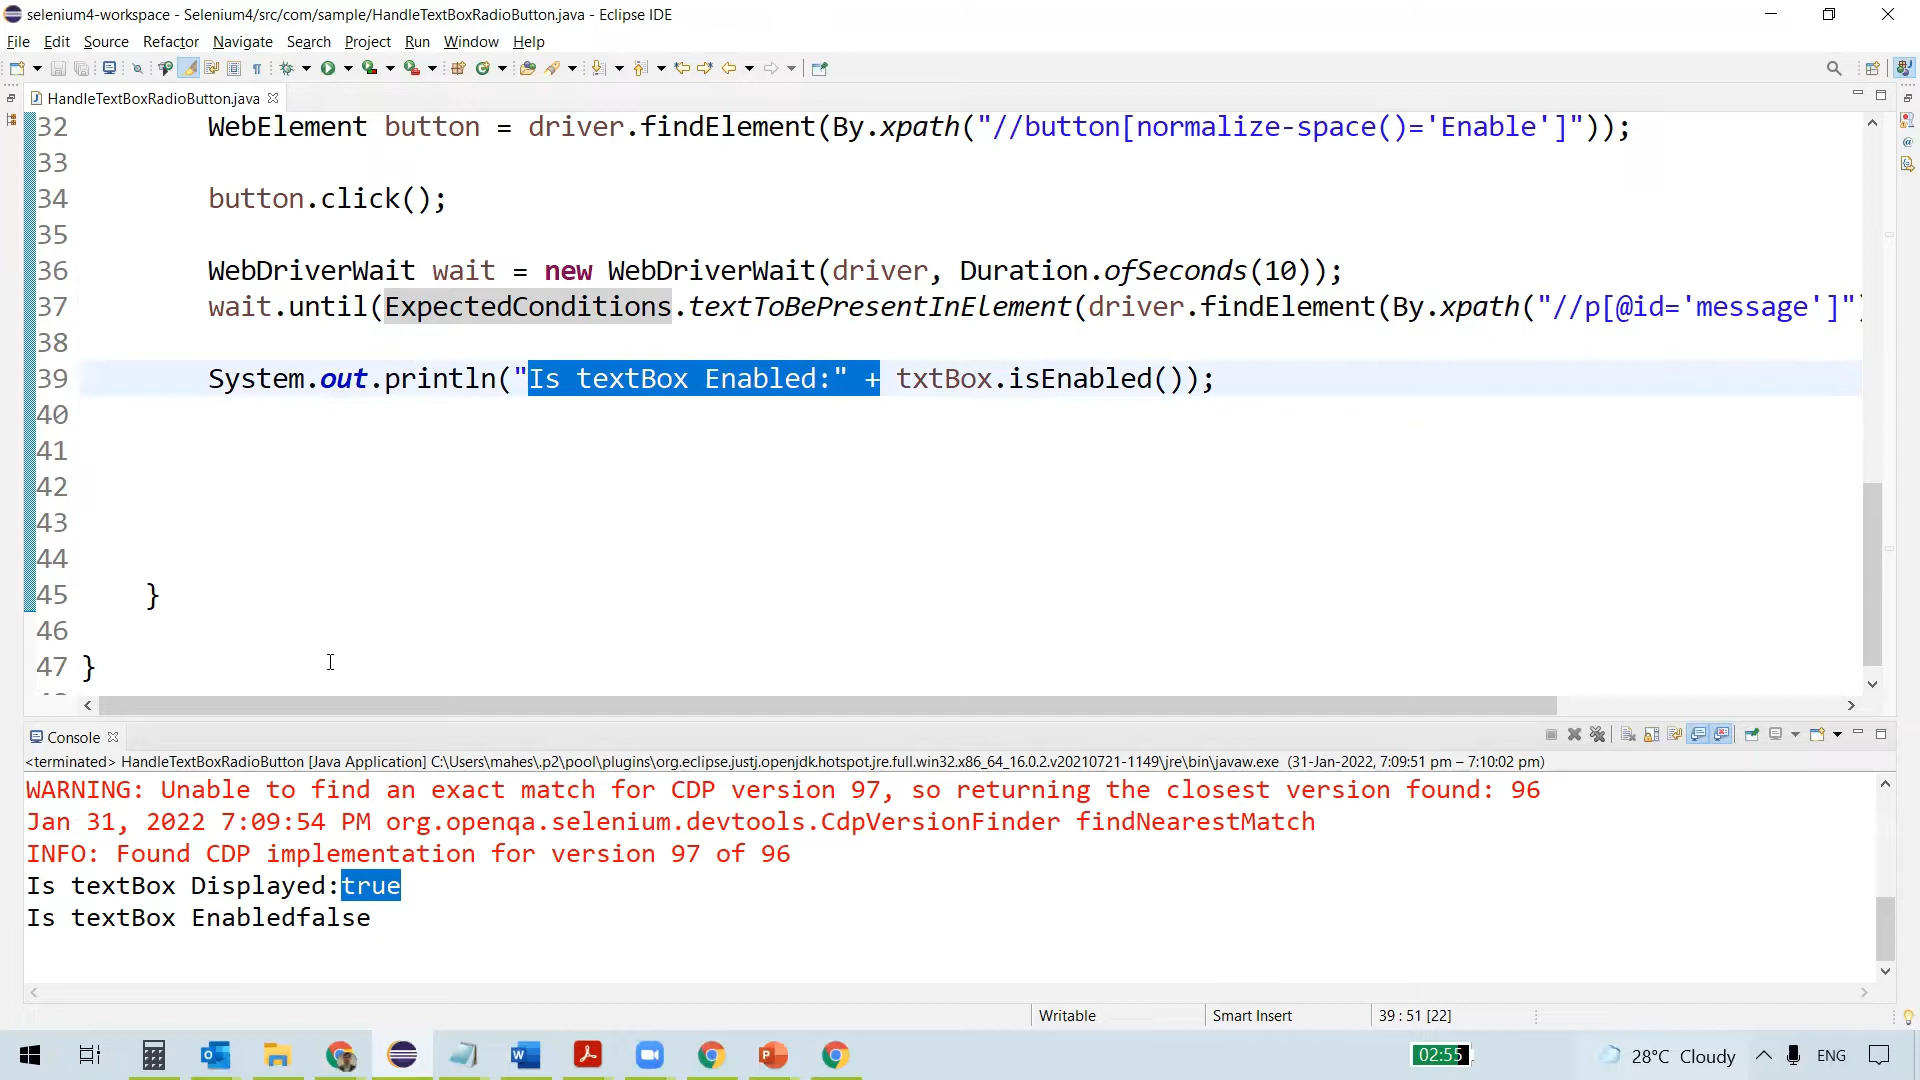 selenium4-workspace - Selenium4/src/com/sample/HandleTextBoxRadioButton.java - Eclipse IDE
File Edit Source Refactor Navigate Search Project Run Window Help
HandleTextBoxRadioButton.java
32 WebElement button = driver.findElement(By.xpath("//button[normalize-space()='Enable']"));
33
34 button.click();
35
36 WebDriverWait wait = new WebDriverWait(driver, Duration.ofSeconds(10));
37 wait.until(ExpectedConditions.textToBePresentInElement(driver.findElement(By.xpath("//p[@id='message']")
38
39 System.out.println("Is textBox Enabled:" + txtBox.isEnabled());
40
41
42
43
44
45 }
46
47 }
Console
<terminated> HandleTextBoxRadioButton [Java Application] C:\Users\mahes\.p2\pool\plugins\org.eclipse.justj.openjdk.hotspot.jre.full.win32.x86_64_16.0.2.v20210721-1149\jre\bin\javaw.exe (31-Jan-2022, 7:09:51 pm – 7:10:02 pm)
WARNING: Unable to find an exact match for CDP version 97, so returning the closest version found: 96
Jan 31, 2022 7:09:54 PM org.openqa.selenium.devtools.CdpVersionFinder findNearestMatch
INFO: Found CDP implementation for version 97 of 96
Is textBox Displayed:true
Is textBox Enabledfalse
Writable Smart Insert 39 : 51 [22]
02:55 28°C Cloudy ENG